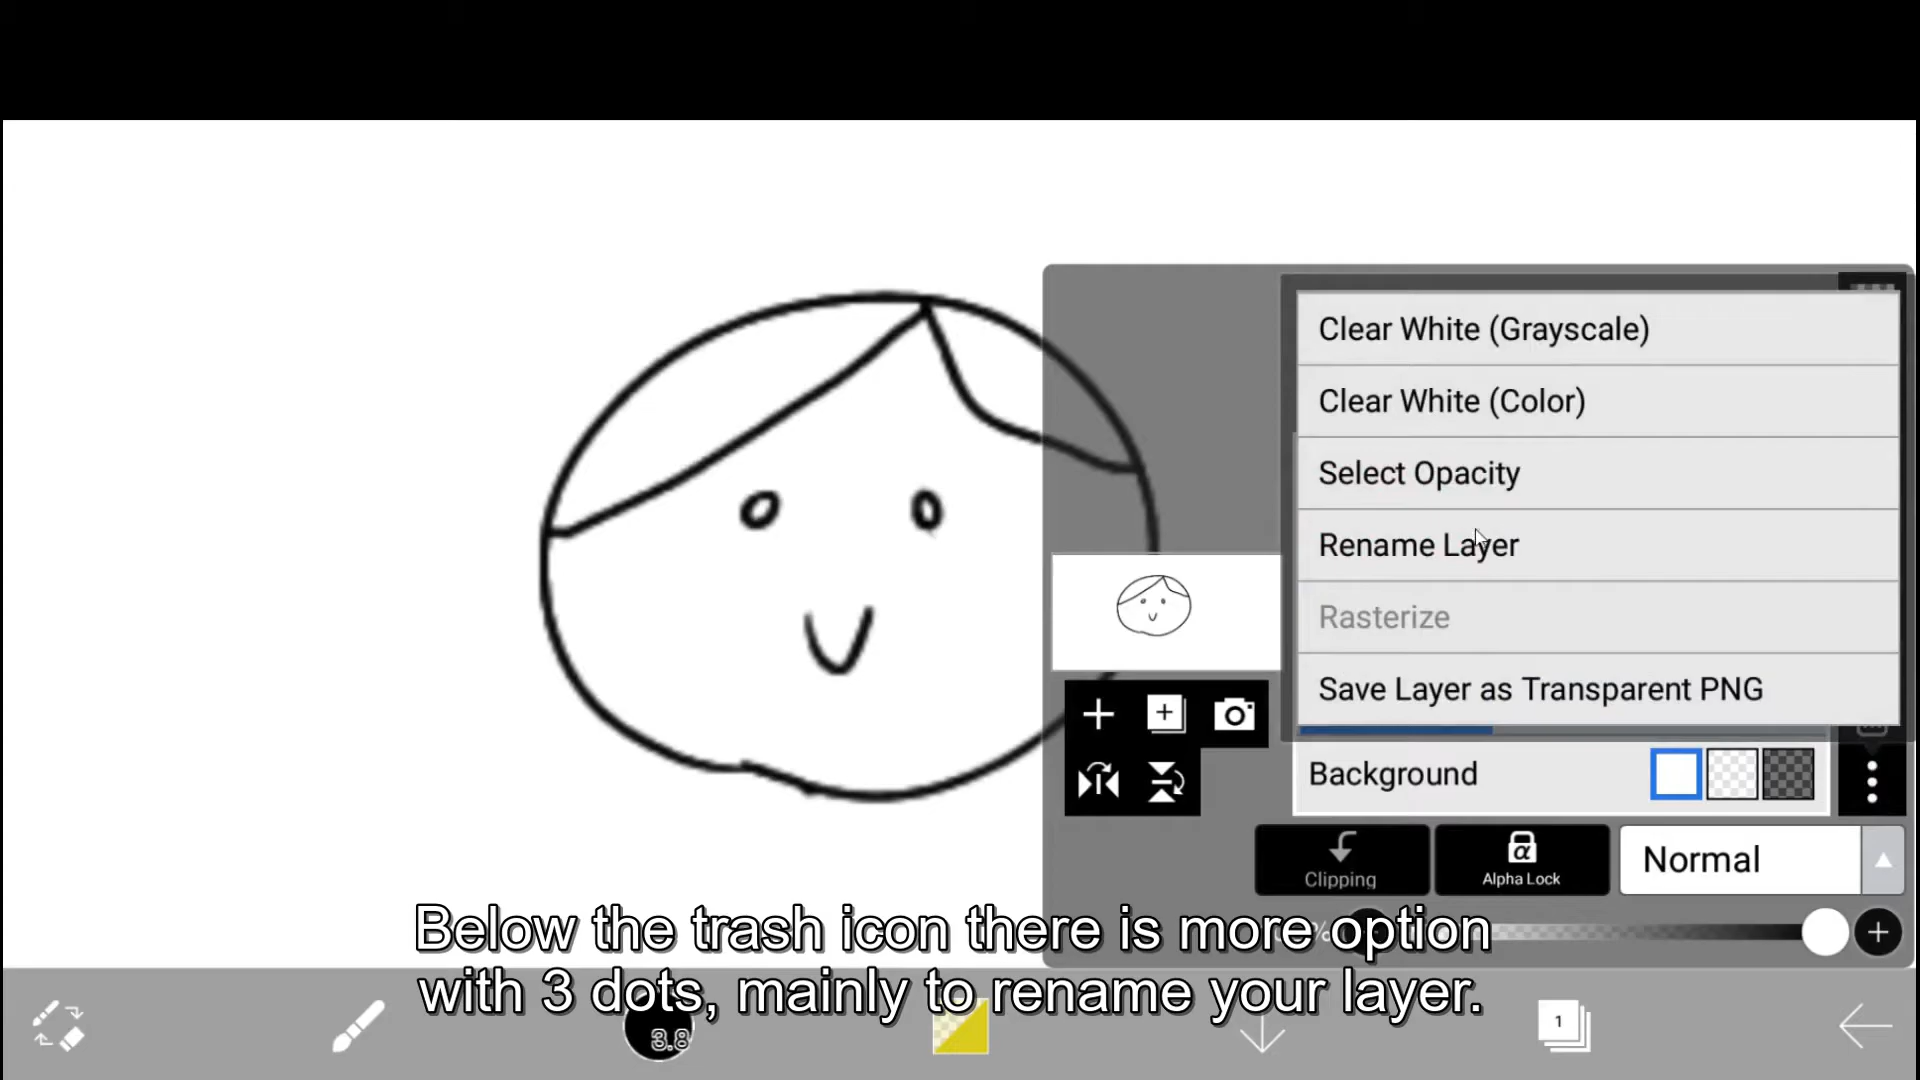 Clear White (Grayscale)
Clear White (Color)
Select Opacity
Rename Layer
Rasterize
Save Layer as Transparent PNG
Background
Clipping
α
Alpha Lock
Normal
%
Below the trash icon there is more option
with 3 dots, mainly to rename your layer.
3.8
1